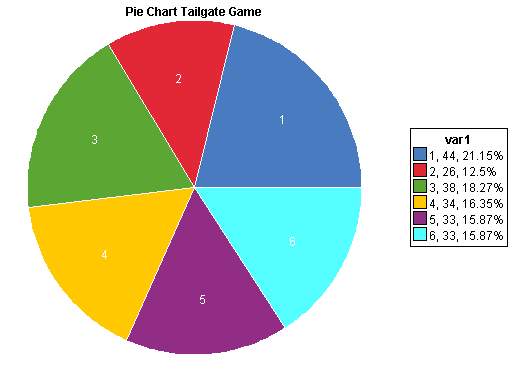 Pie Chart Tailgate Game
1
2
3
4
5
6
var1
1, 44, 21.15%
2, 26, 12.5%
3, 38, 18.27%
4, 34, 16.35%
5, 33, 15.87%
6, 33, 15.87%